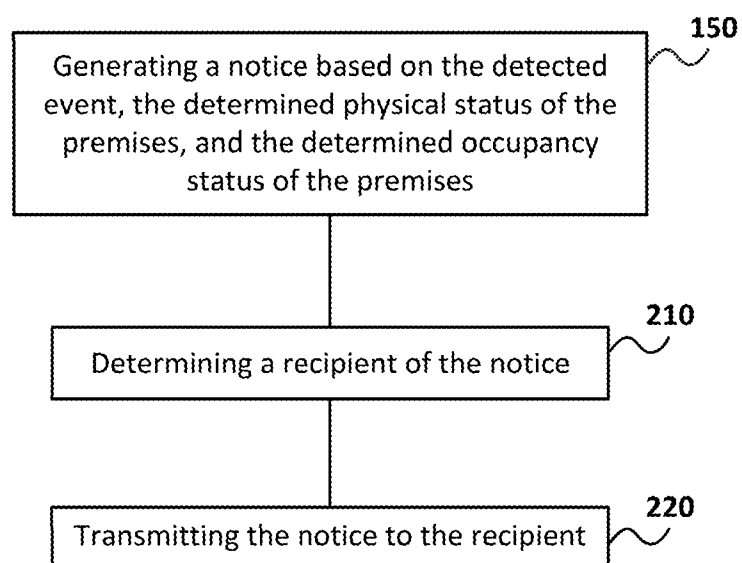 150
Generating a notice based on the detected
event, the determined physical status of the
premises, and the determined occupancy
status of the premises
210
Determining a recipient of the notice
220
Transmitting the notice to the recipient